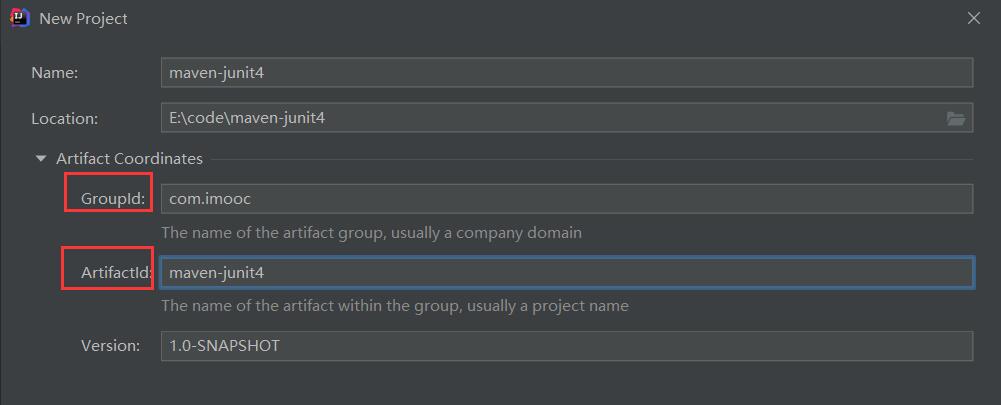 New Project
Name: maven-junit4
Location: E:\code\maven-junit4
Artifact Coordinates
GroupId: com.imooc
The name of the artifact group, usually a company domain
ArtifactId: maven-junit4
The name of the artifact within the group, usually a project name
Version: 1.0-SNAPSHOT